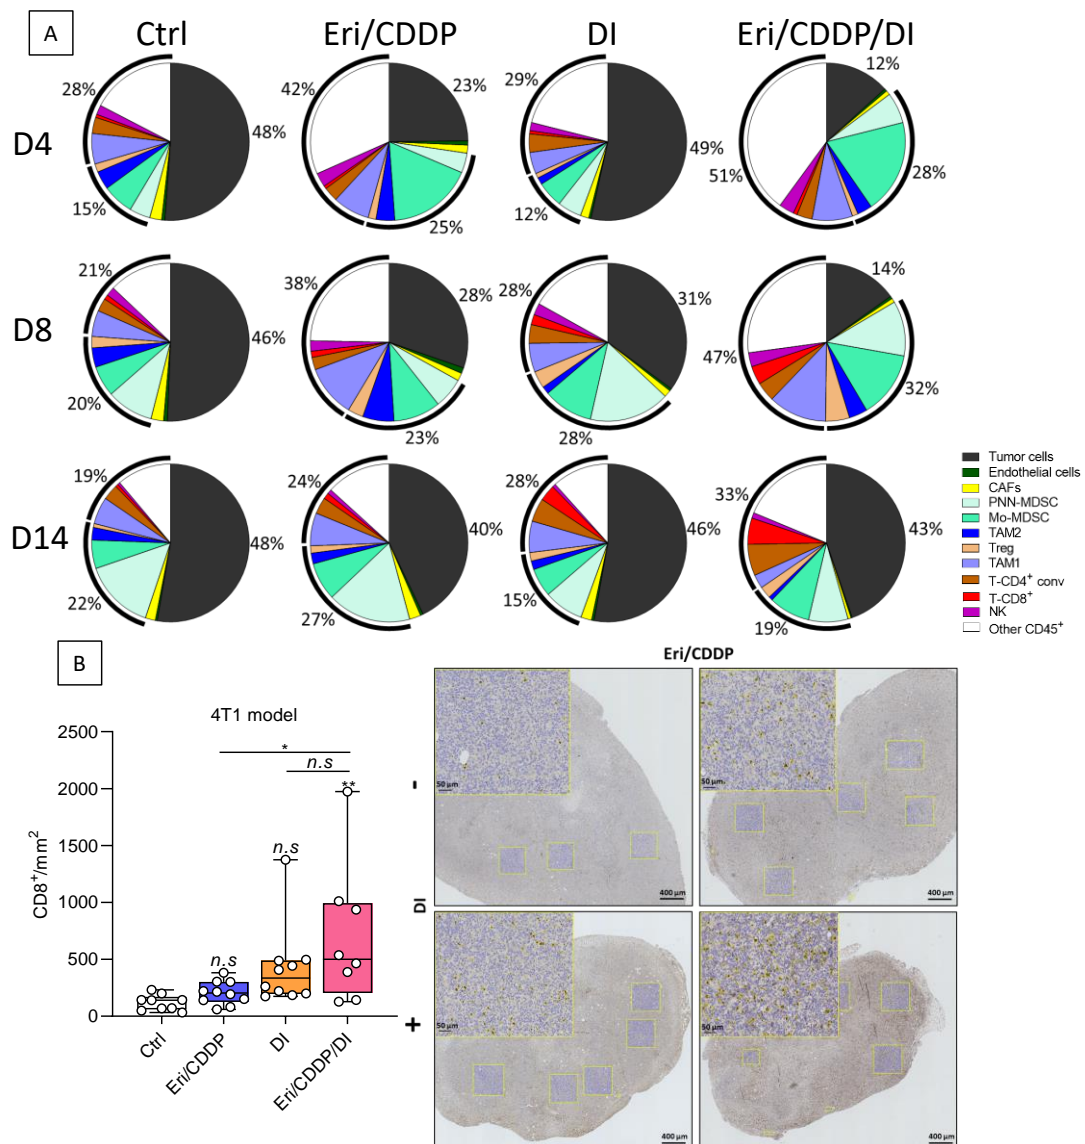 A
Ctrl
Eri/CDDP
DI
Eri/CDDP/DI
D4
28%
48%
15%
42%
23%
25%
29%
49%
12%
12%
51%
28%
D8
21%
46%
20%
38%
28%
23%
28%
31%
28%
14%
47%
32%
D14
19%
48%
22%
24%
40%
27%
28%
46%
15%
33%
43%
19%
Tumor cells
Endothelial cells
CAFs
PNN-MDSC
Mo-MDSC
TAM2
Treg
TAM1
T-CD4+ conv
T-CD8+
NK
Other CD45+
B
4T1 model
CD8+/mm2
2500
2000
1500
1000
500
0
*
n.s
**
n.s
n.s
Ctrl
Eri/CDDP
DI
Eri/CDDP/DI
Eri/CDDP
-
DI
+
50 µm
400 µm
50 µm
400 µm
50 µm
400 µm
50 µm
400 µm